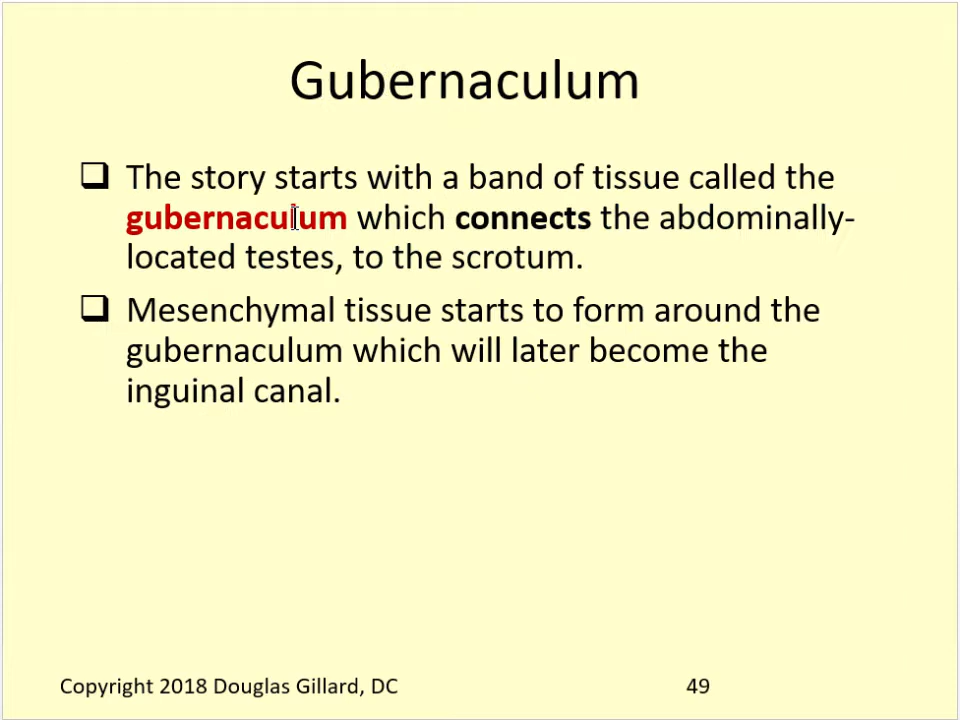 Gubernaculum
The story starts with a band of tissue called the
gubernaculum which connects the abdominally-
located testes, to the scrotum.
Mesenchymal tissue starts to form around the
gubernaculum which will later become the
inguinal canal.
Copyright 2018 Douglas Gillard, DC
49